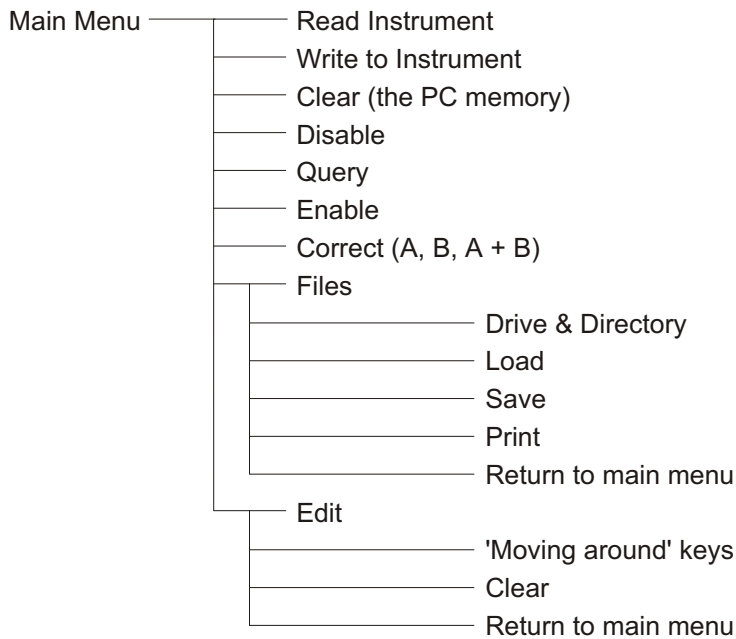 Main Menu Read Instrument
Write to Instrument
Clear (the PC memory)
Disable
Query
Enable
Correct (A, B, A + B)
Files
Drive & Directory
Load
Save
Print
Return to main menu
Edit
'Moving around' keys
Clear
Return to main menu